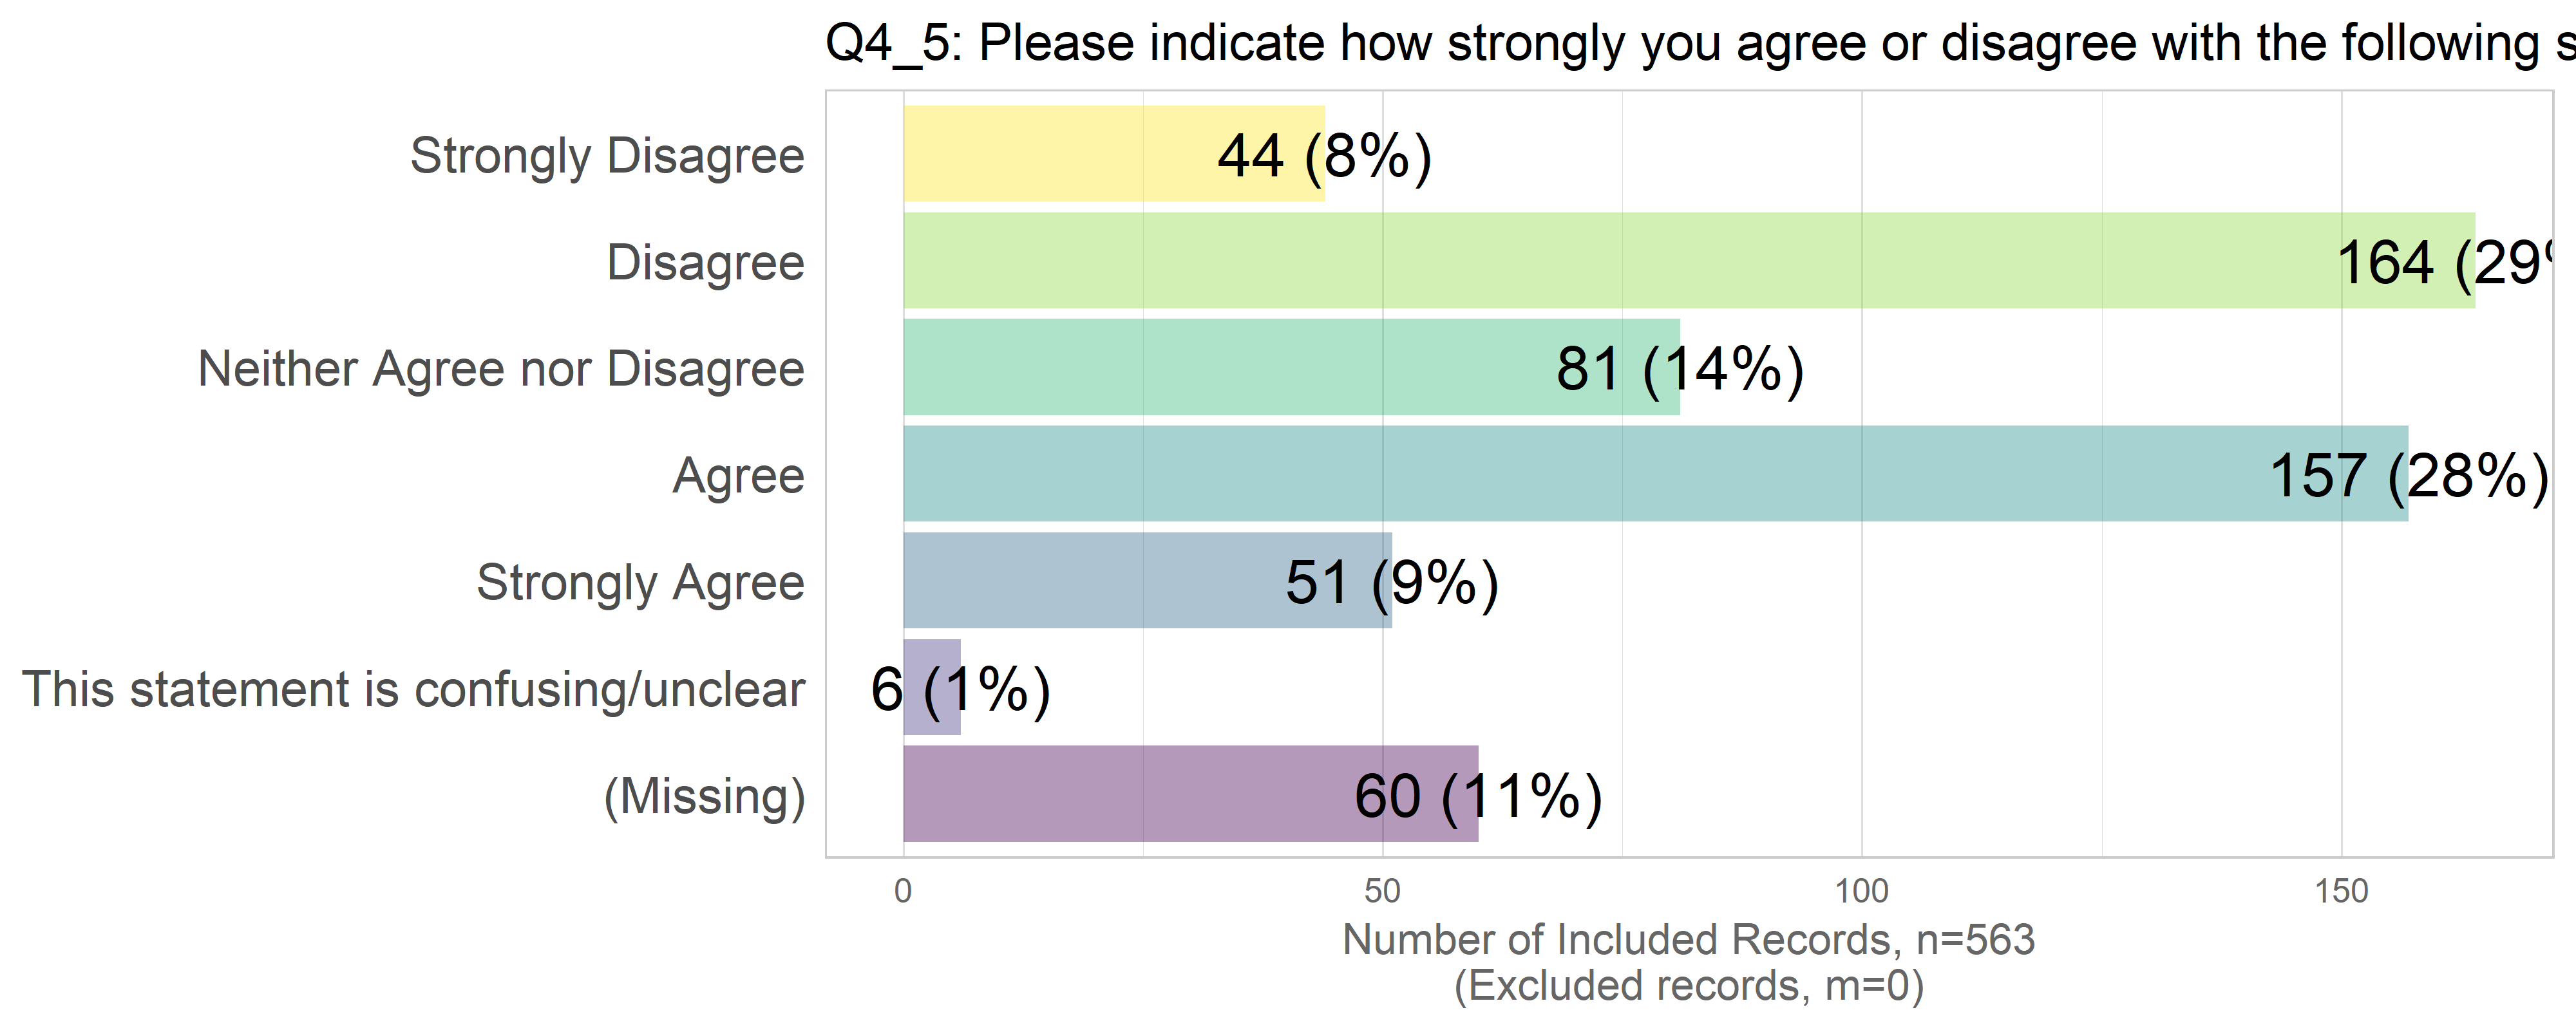 Q4_5: Please indicate how strongly you agree or disagree with the following
Strongly Disagree 44 (8%)
Disagree 164 (29
Neither Agree nor Disagree 81 (14%)
Agree 157 (28%)
Strongly Agree 51 (9%)
This statement is confusing/unclear 6 (1%)
(Missing) 60 (11%)
0 50 100 150
Number of Included Records, n=563
(Excluded records, m=0)